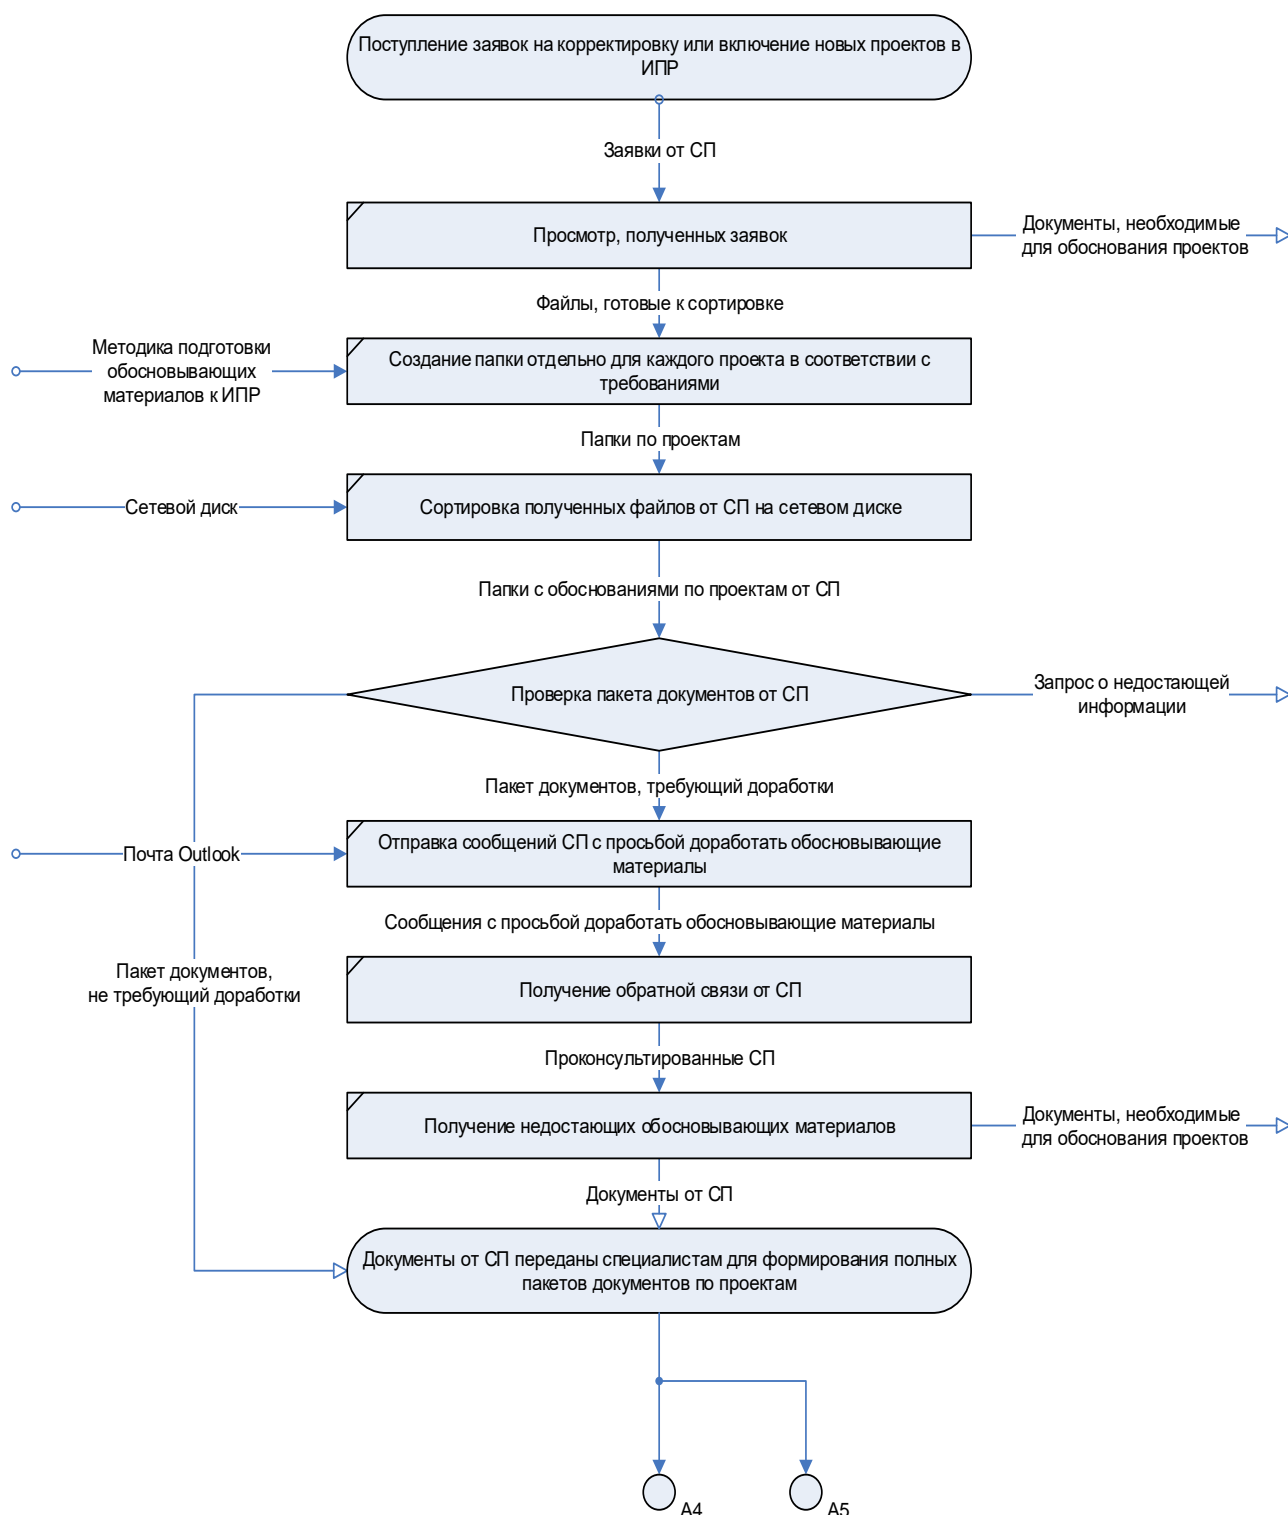 Поступление заявок на корректировку или включение новых проектов в
ИПР
Заявки от СП
Просмотр, полученных заявок
Документы, необходимые
для обоснования проектов
Файлы, готовые к сортировке
Методика подготовки
обосновывающих
материалов к ИПР
Создание папки отдельно для каждого проекта в соответствии с
требованиями
Папки по проектам
Сетевой диск
Сортировка полученных файлов от СП на сетевом диске
Папки с обоснованиями по проектам от СП
Проверка пакета документов от СП
Запрос о недостающей
информации
Пакет документов, требующий доработки
Почта Outlook
Отправка сообщений СП с просьбой доработать обосновывающие
материалы
Сообщения с просьбой доработать обосновывающие материалы
Пакет документов,
не требующий доработки
Получение обратной связи от СП
Проконсультированные СП
Получение недостающих обосновывающих материалов
Документы, необходимые
для обоснования проектов
Документы от СП
Документы от СП переданы специалистам для формирования полных
пакетов документов по проектам
A4
A5